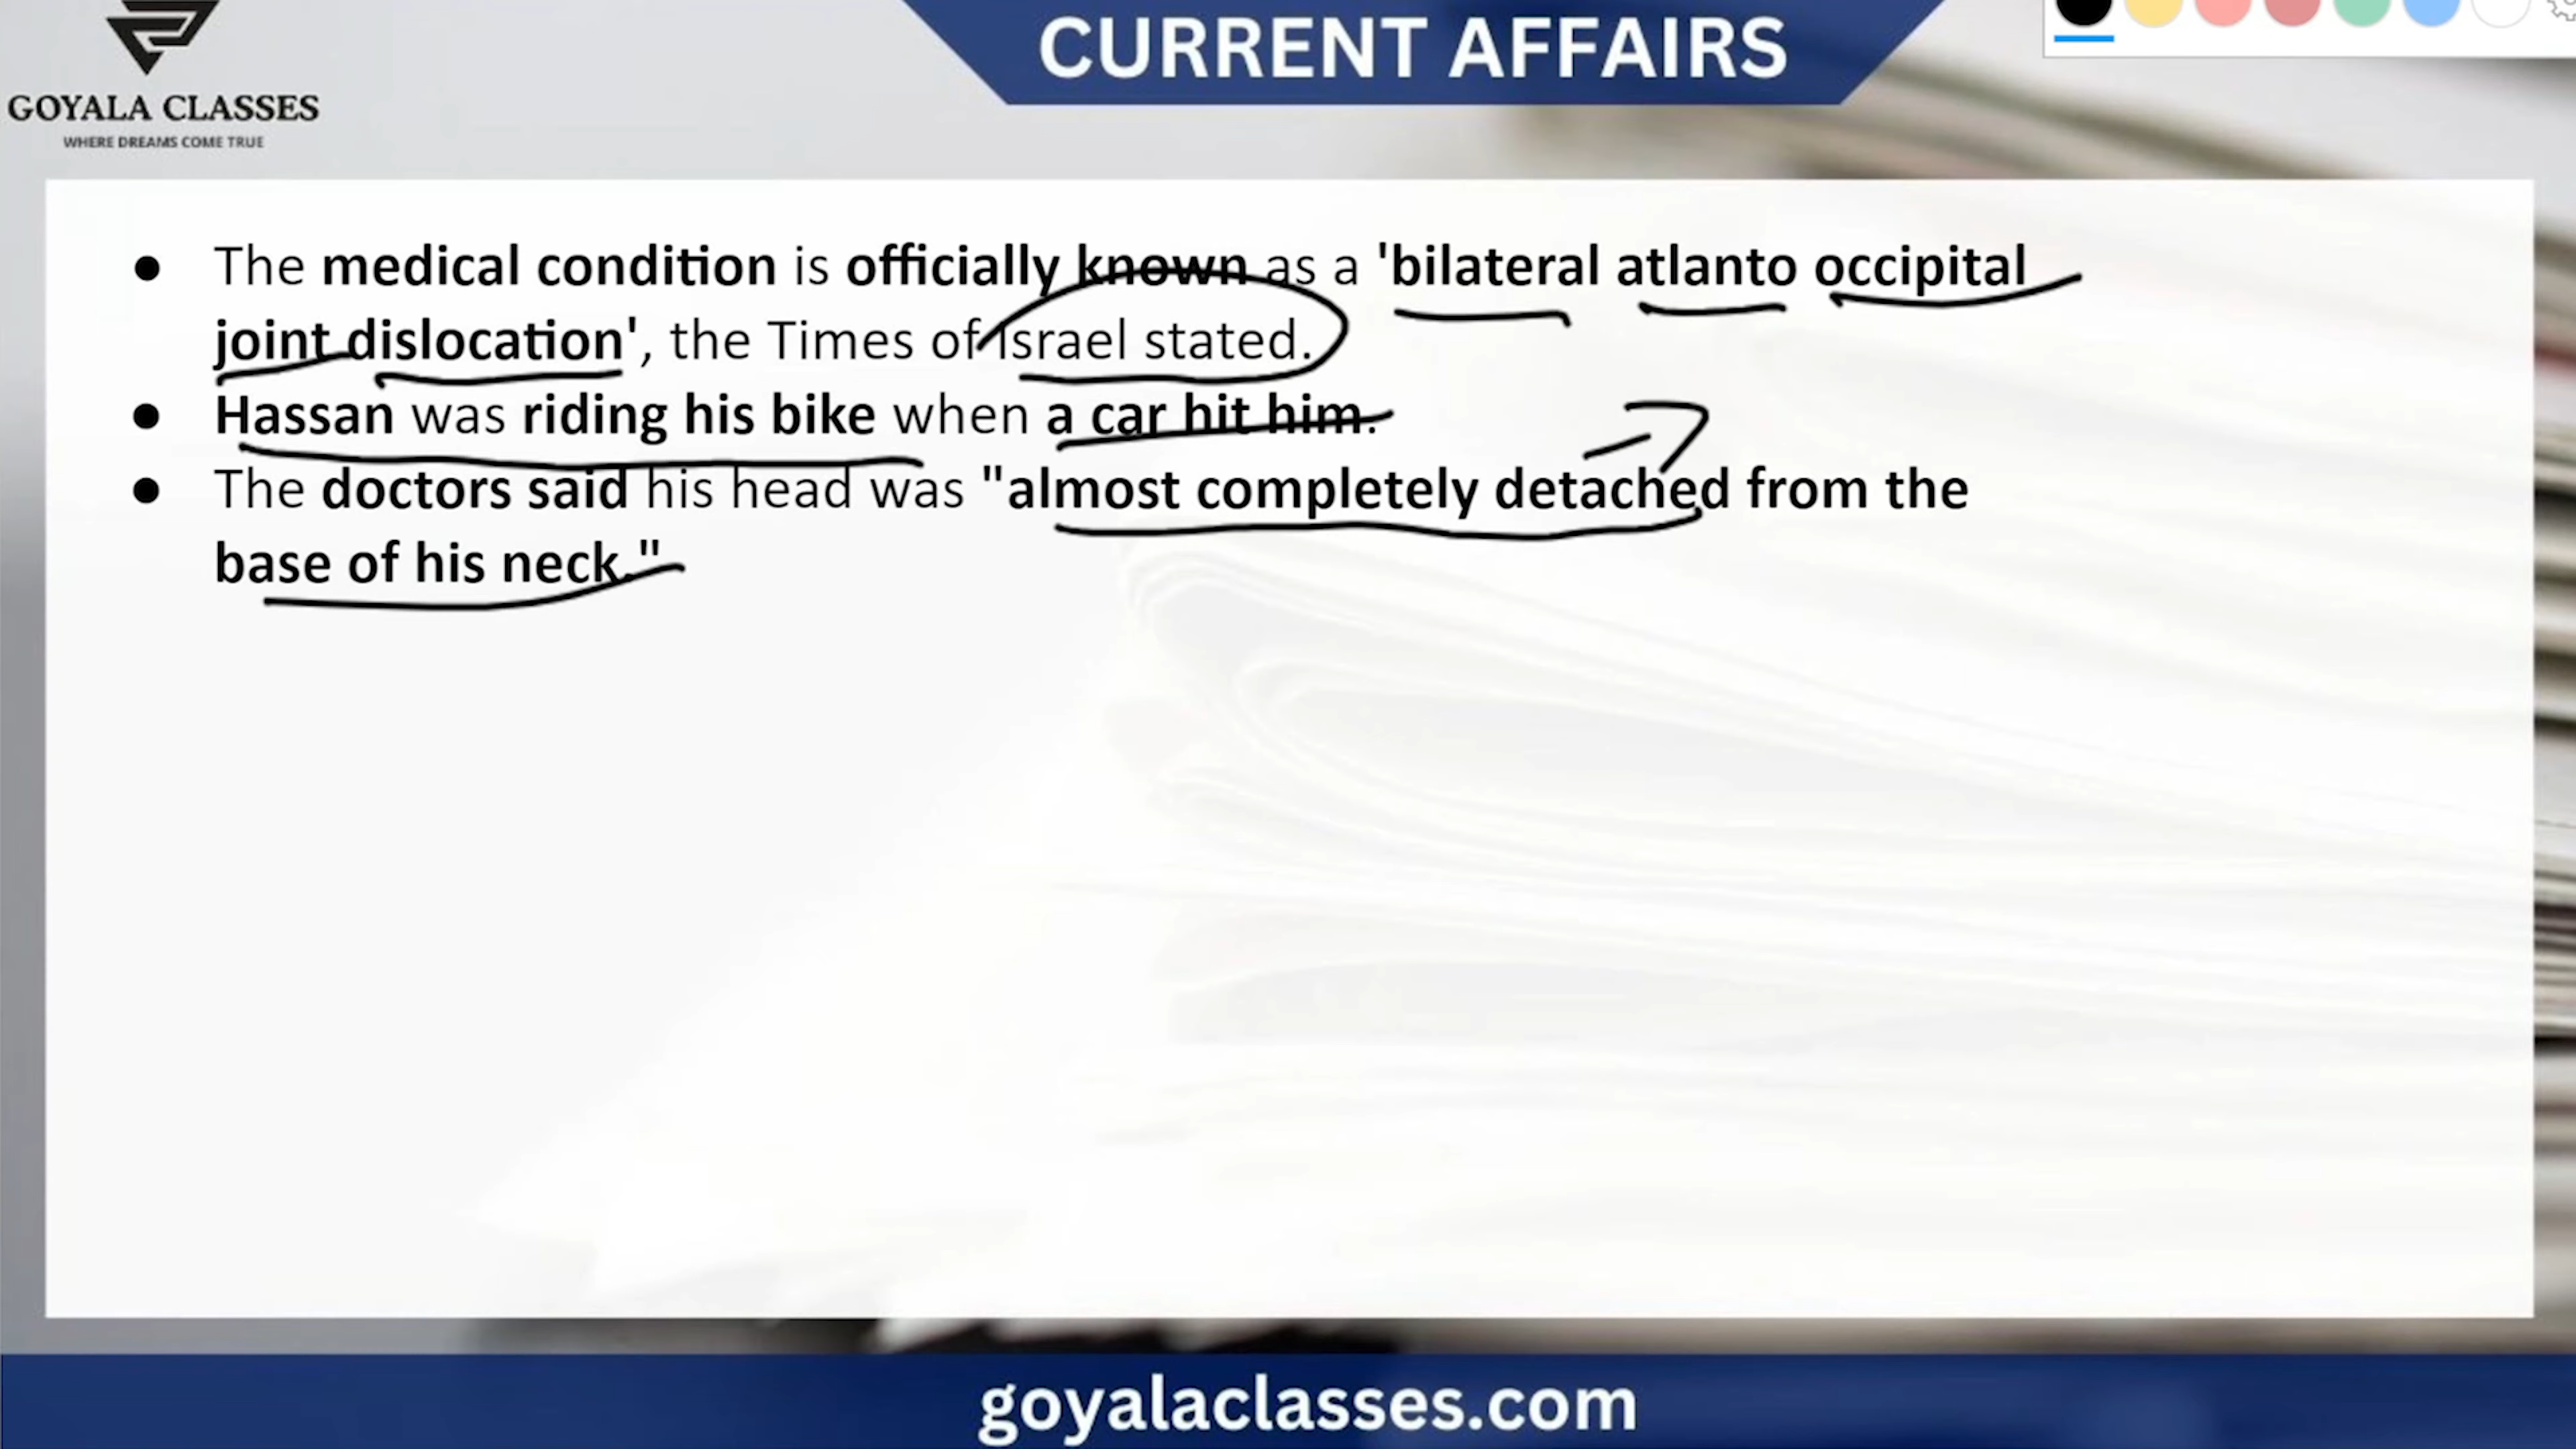 CURRENT AFFAIRS
GOYALA CLASSES
WHERE DREAMS COME TRUE
● The medical condition is officially known as a 'bilateral atlanto occipital
joint dislocation', the Times of Israel stated.
● Hassan was riding his bike when a car hit him.
● The doctors said his head was "almost completely detached from the
base of his neck."
goyalaclasses.com